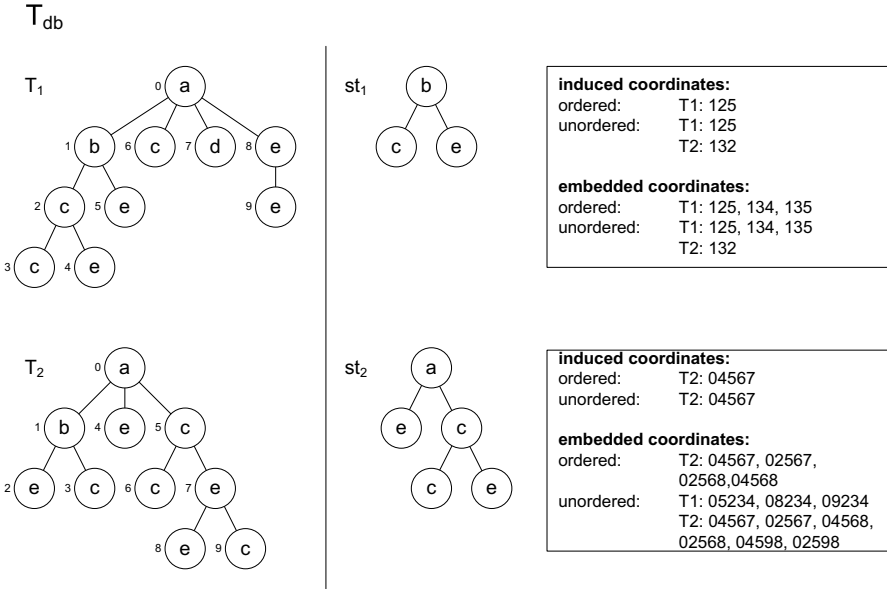 T_db
T₁
0 a
1 b 6 c 7 d 8 e
2 c 5 e 9 e
3 c 4 e
st₁
b
c e
induced coordinates:
ordered: T1: 125
unordered: T1: 125
T2: 132
embedded coordinates:
ordered: T1: 125, 134, 135
unordered: T1: 125, 134, 135
T2: 132
T₂
0 a
1 b 4 e 5 c
2 e 3 c 6 c 7 e
8 e 9 c
st₂
a
e c
c e
induced coordinates:
ordered: T2: 04567
unordered: T2: 04567
embedded coordinates:
ordered: T2: 04567, 02567,
02568,04568
unordered: T1: 05234, 08234, 09234
T2: 04567, 02567, 04568,
02568, 04598, 02598